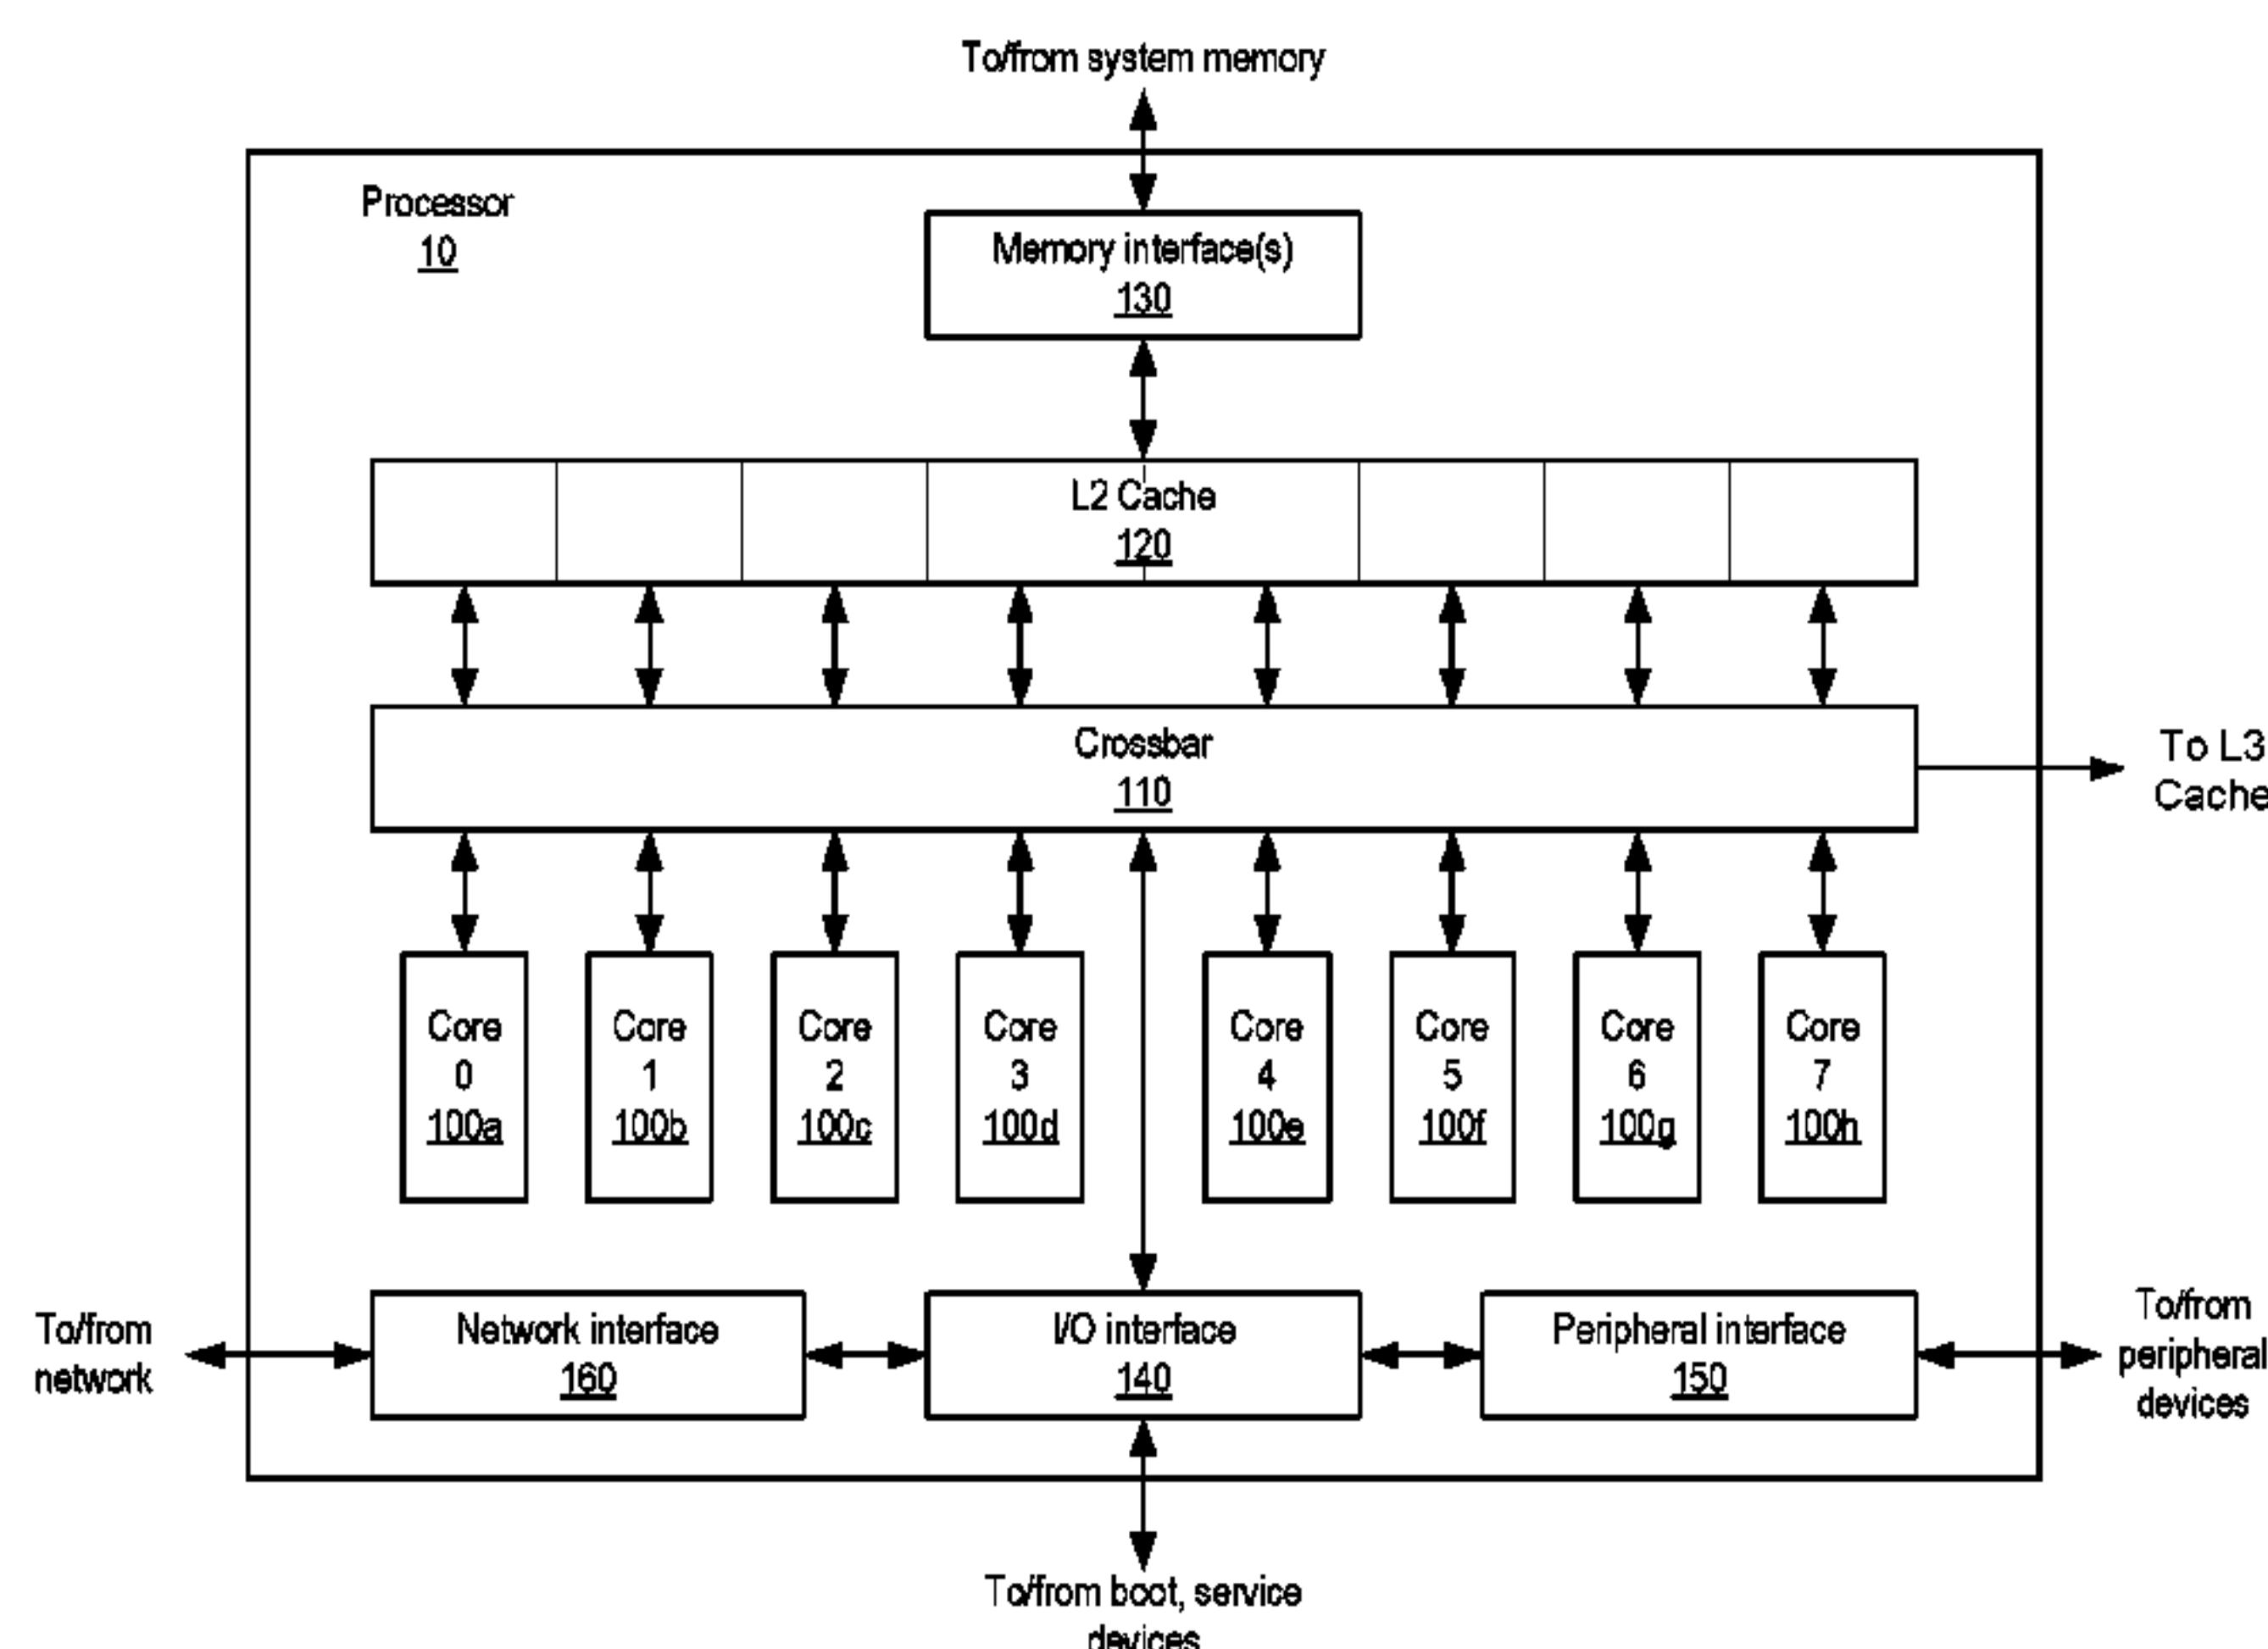 To/from system memory
Processor
10
Memory interface(s)
130
L2 Cache
120
Crossbar
110
To L3
Cache
Core
0
100a
Core
1
100b
Core
2
100c
Core
3
100d
Core
4
100e
Core
5
100f
Core
6
100g
Core
7
100h
To/from
network
Network interface
160
I/O interface
140
Peripheral interface
150
To/from
peripheral
devices
To/from boot, service
devices